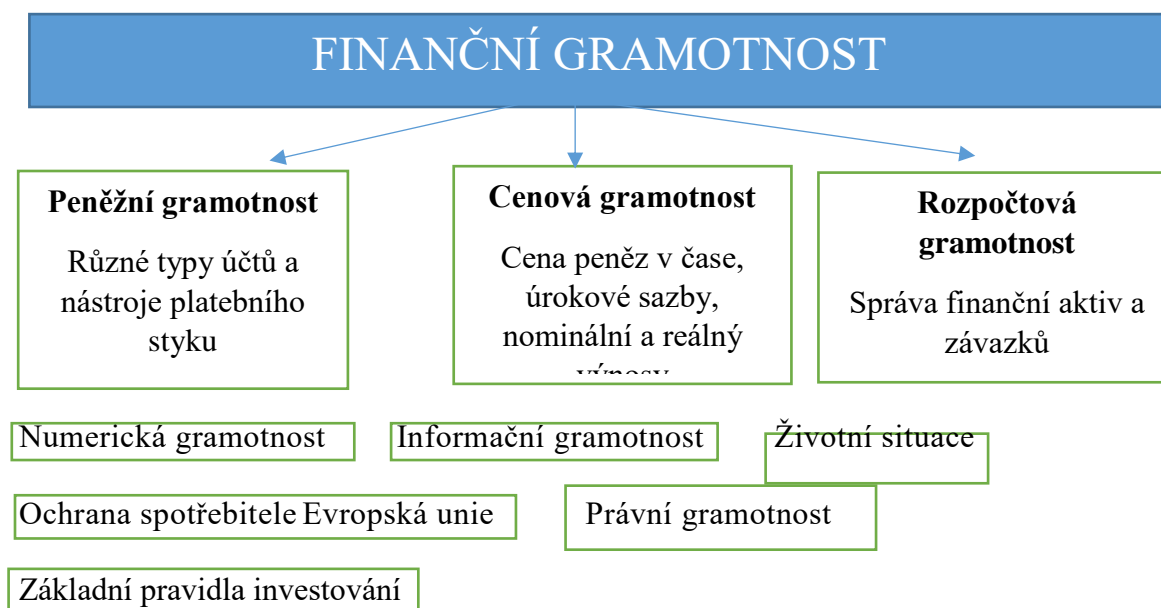 FINANČNÍ GRAMOTNOST
Peněžní gramotnost
Různé typy účtů a
nástroje platebního
styku
Cenová gramotnost
Cena peněz v čase,
úrokové sazby,
nominální a reálný
výnosy
Rozpočtová
gramotnost
Správa finanční aktiv a
závazků
Numerická gramotnost
Informační gramotnost
Životní situace
Ochrana spotřebitele Evropská unie
Právní gramotnost
Základní pravidla investování